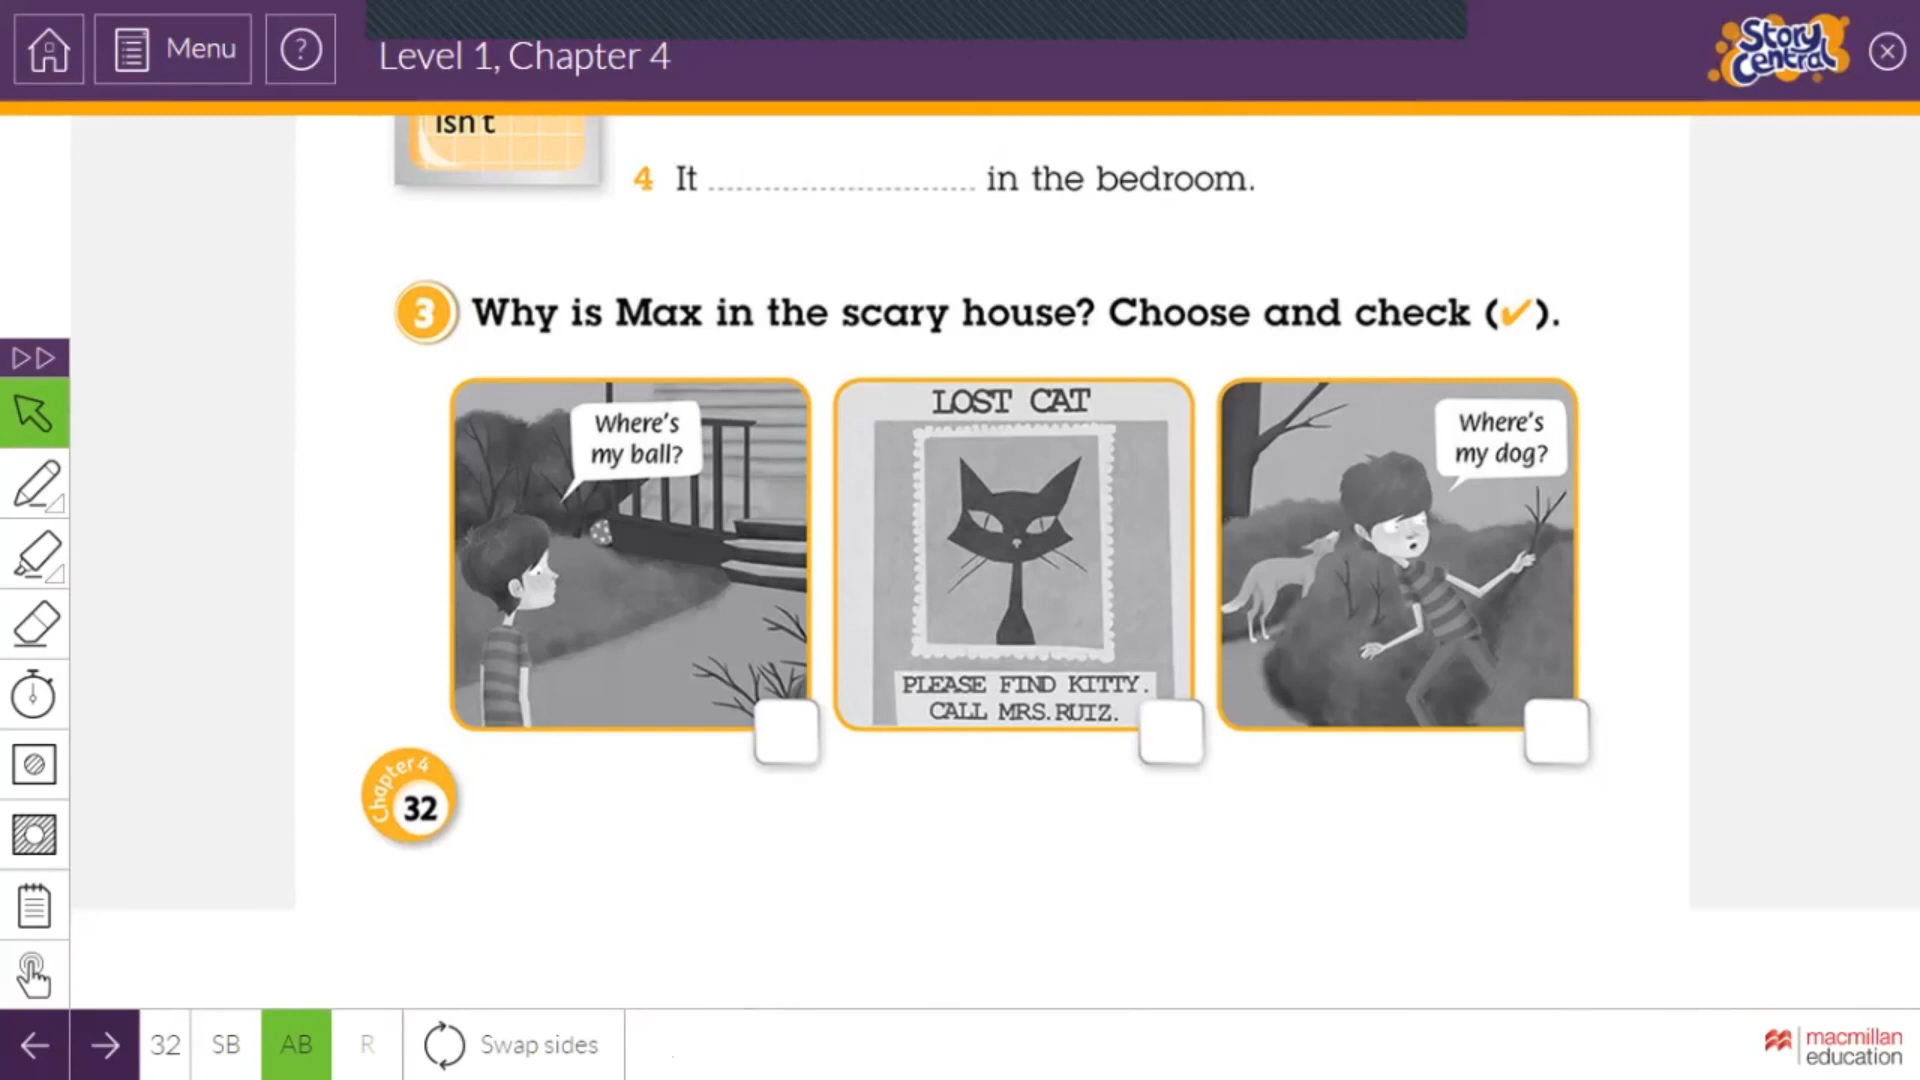 Menu
?
Level 1, Chapter 4
Story
Central
isn't
4 It ........................... in the bedroom.
3 Why is Max in the scary house? Choose and check (✓).
Where's
my ball?
LOST CAT
PLEASE FIND KITTY.
CALL MRS. RUIZ.
Where's
my dog?
Chapter 4
32
32 SB AB R Swap sides
macmillan
education